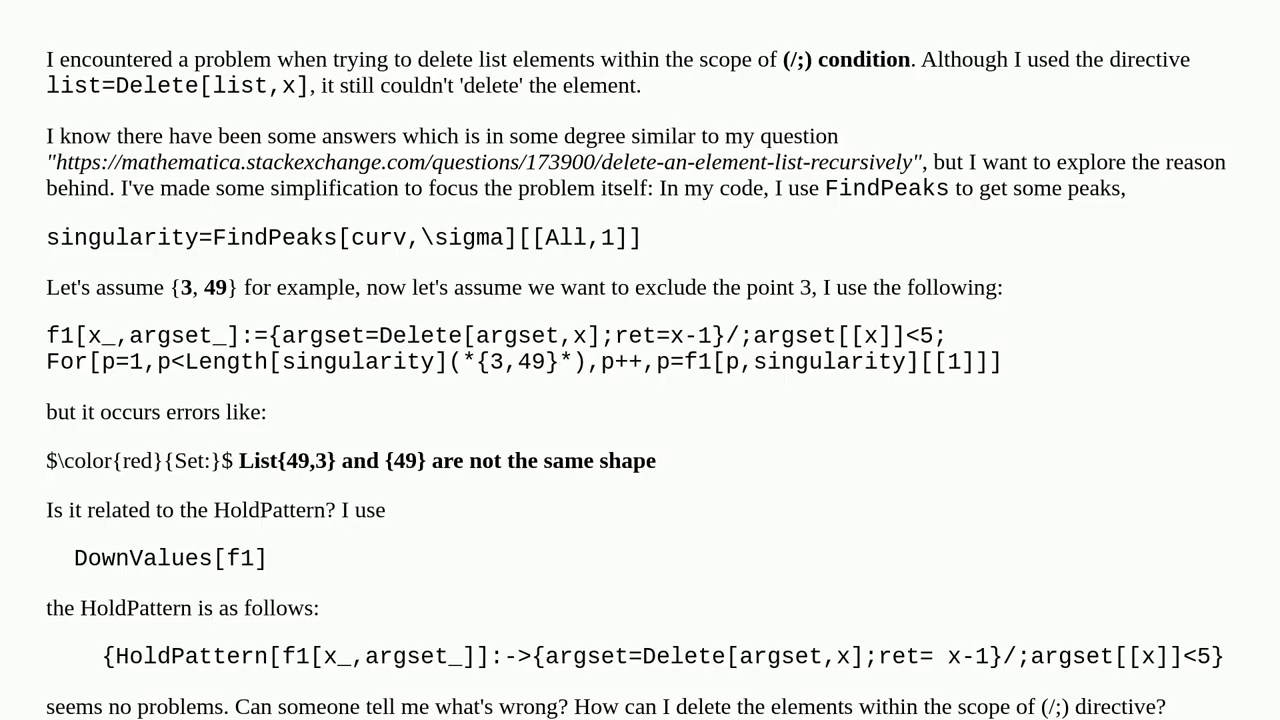 I encountered a problem when trying to delete list elements within the scope of (/;) condition. Although I used the directive
list=Delete[list,x], it still couldn't 'delete' the element.
I know there have been some answers which is in some degree similar to my question
"https://mathematica.stackexchange.com/questions/173900/delete-an-element-list-recursively", but I want to explore the reason
behind. I've made some simplification to focus the problem itself: In my code, I use FindPeaks to get some peaks,
singularity=FindPeaks[curv,\sigma][[All,1]]
Let's assume {3, 49} for example, now let's assume we want to exclude the point 3, I use the following:
f1[x_,argset_]:={argset=Delete[argset,x];ret=x-1}/;argset[[x]]<5;
For[p=1,p<Length[singularity](*{3,49}*),p++,p=f1[p,singularity][[1]]]
but it occurs errors like:
$\color{red}{Set:}$ List{49,3} and {49} are not the same shape
Is it related to the HoldPattern? I use
DownValues[f1]
the HoldPattern is as follows:
{HoldPattern[f1[x_,argset_]]:->{argset=Delete[argset,x];ret= x-1}/;argset[[x]]<5}
seems no problems. Can someone tell me what's wrong? How can I delete the elements within the scope of (/;) directive?